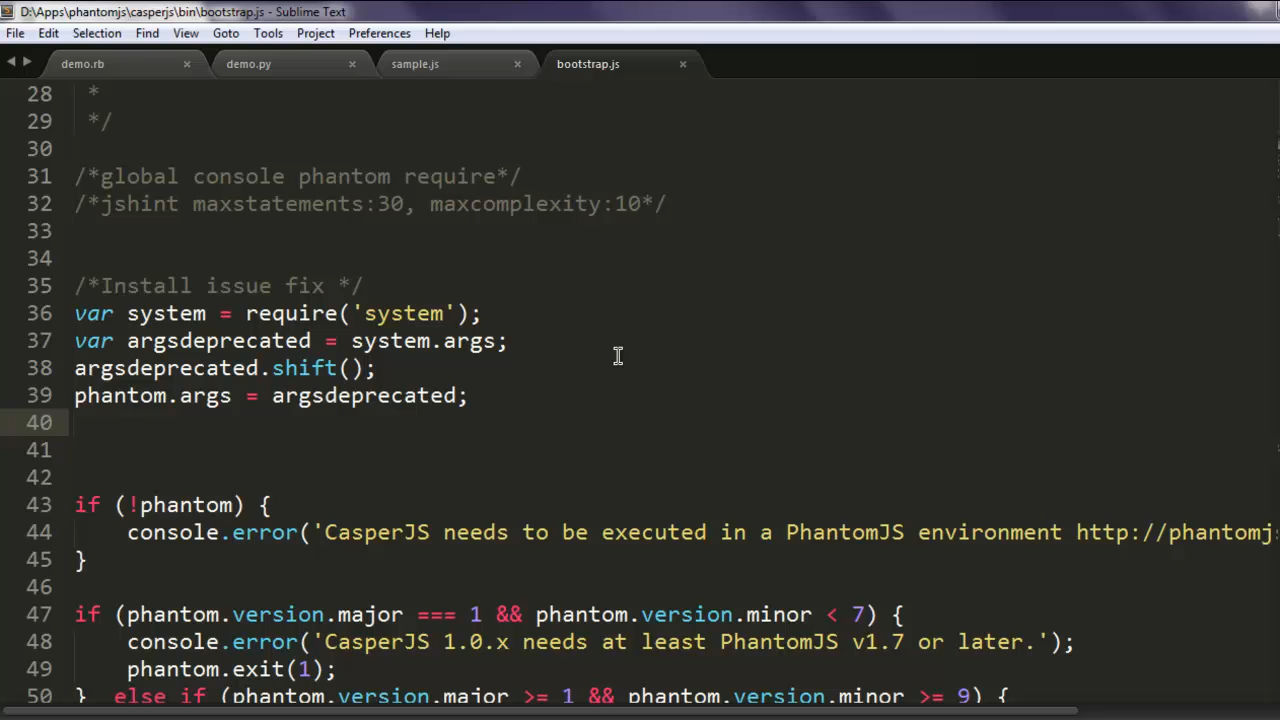 D:\Apps\phantomjs\casperjs\bin\bootstrap.js - Sublime Text
File Edit Selection Find View Goto Tools Project Preferences Help
demo.rb × demo.py × sample.js × bootstrap.js ×
28 *
29 */
30
31 /*global console phantom require*/
32 /*jshint maxstatements:30, maxcomplexity:10*/
33
34
35 /*Install issue fix */
36 var system = require('system');
37 var argsdeprecated = system.args;
38 argsdeprecated.shift();
39 phantom.args = argsdeprecated;
40
41
42
43 if (!phantom) {
44 console.error('CasperJS needs to be executed in a PhantomJS environment http://phantomjs
45 }
46
47 if (phantom.version.major === 1 && phantom.version.minor < 7) {
48 console.error('CasperJS 1.0.x needs at least PhantomJS v1.7 or later.');
49 phantom.exit(1);
50 } else if (phantom.version.major >= 1 && phantom.version.minor >= 9) {